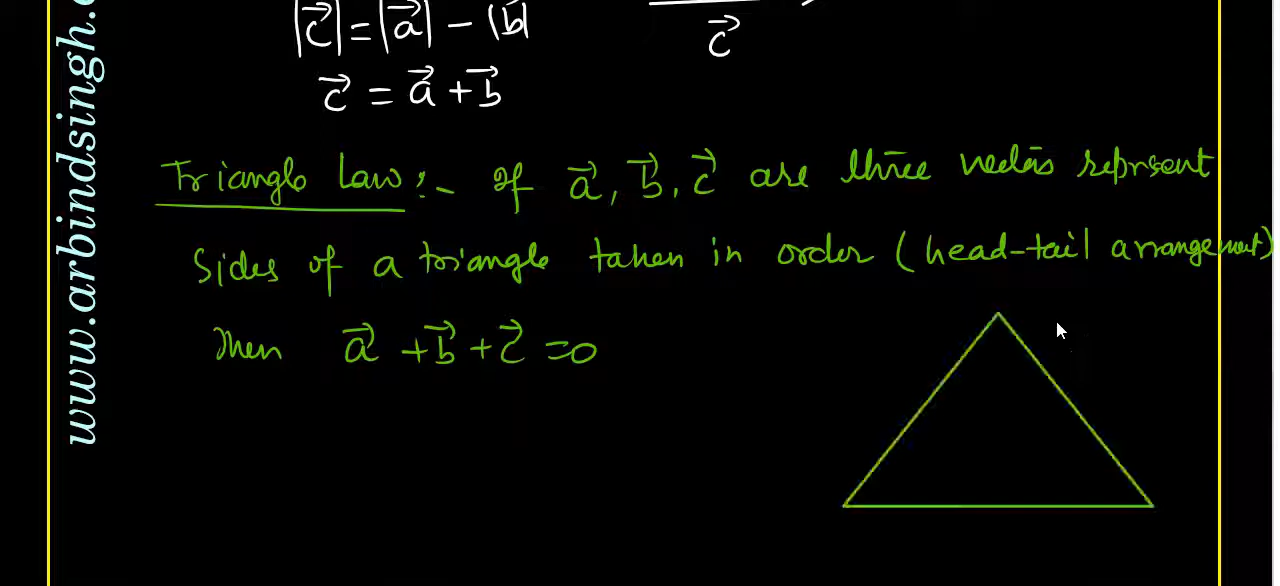 www.arbindsingh.
|c⃗| = |a⃗| − |b|
c⃗
c⃗ = a⃗ + b⃗
Triangle Law :- If a⃗, b⃗, c⃗ are three vectors represent
Sides of a triangle taken in order (head-tail arrangement)
Then a⃗ + b⃗ + c⃗ = 0